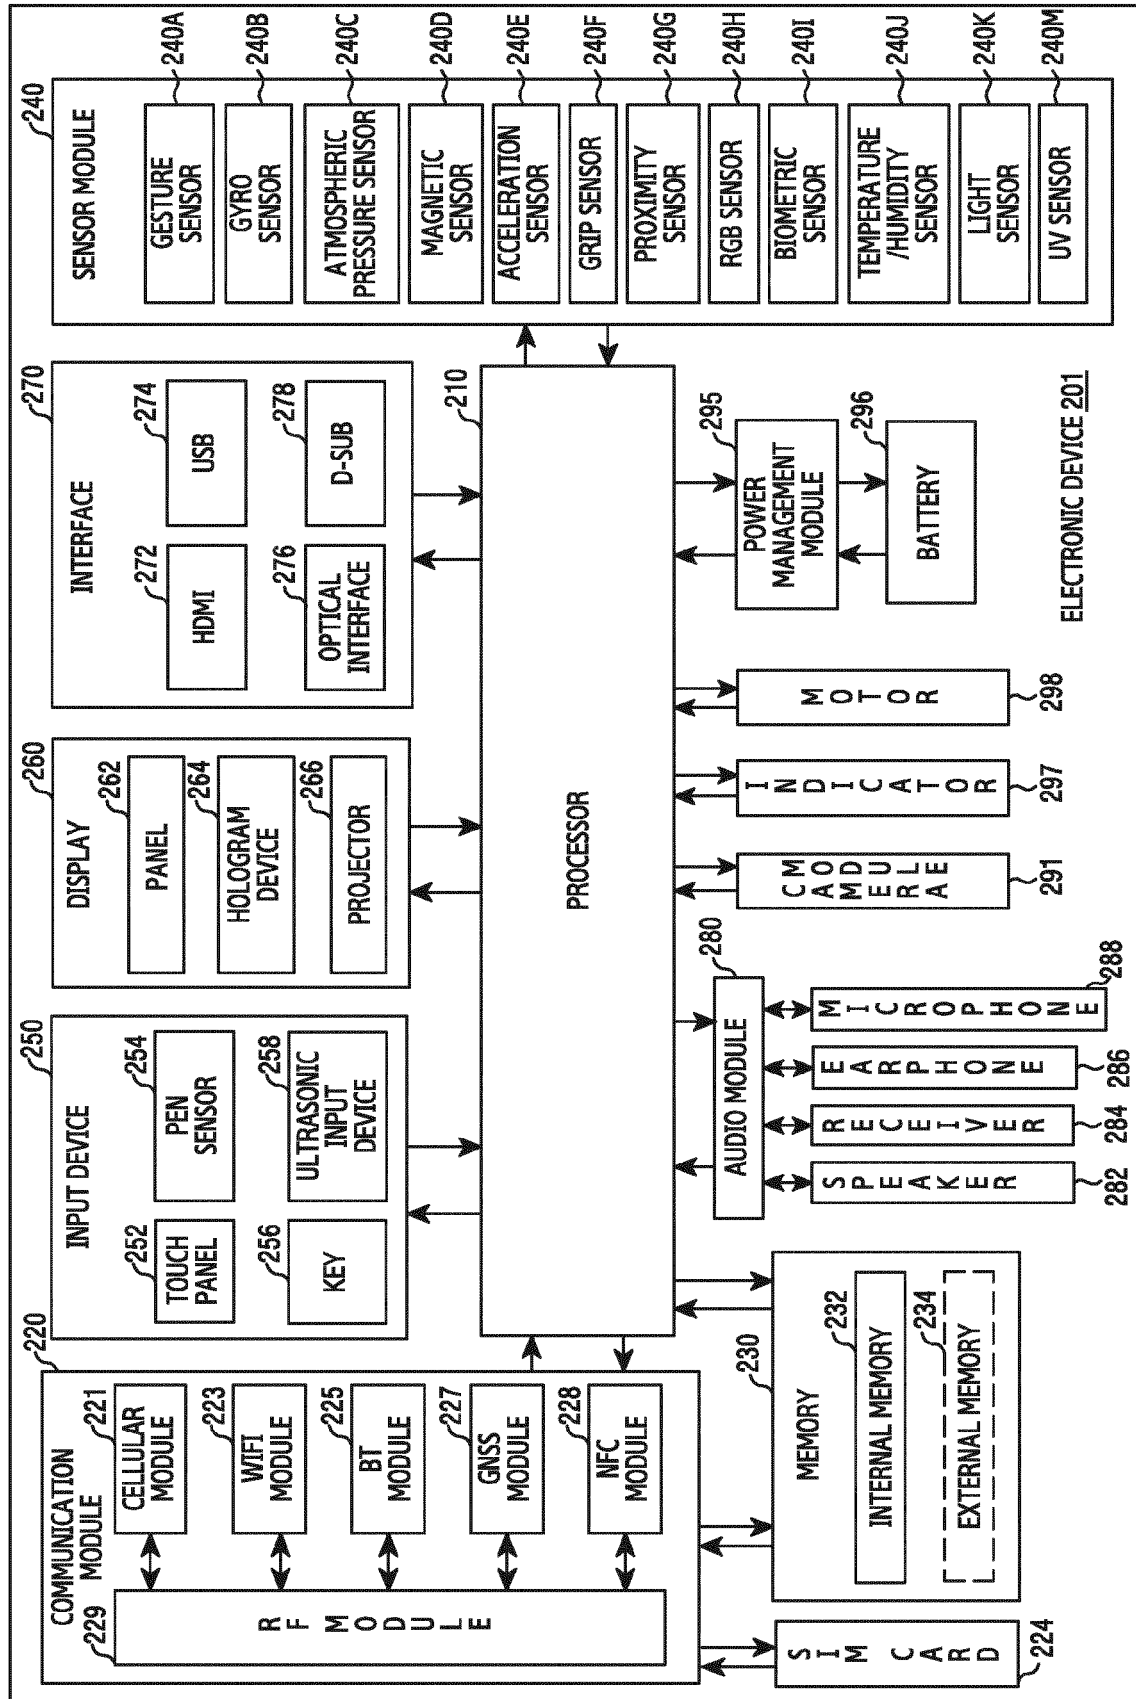 COMMUNICATION
MODULE
220
229
RF MODULE
221
CELLULAR
MODULE
223
WIFI
MODULE
225
BT
MODULE
227
GNSS
MODULE
228
NFC
MODULE
SIM CARD
224
INPUT DEVICE
250
252
TOUCH
PANEL
254
PEN
SENSOR
256
KEY
258
ULTRASONIC
INPUT
DEVICE
DISPLAY
260
262
PANEL
264
HOLOGRAM
DEVICE
266
PROJECTOR
INTERFACE
270
272
HDMI
274
USB
276
OPTICAL
INTERFACE
278
D-SUB
PROCESSOR
210
SENSOR MODULE
240
GESTURE
SENSOR
240A
GYRO
SENSOR
240B
ATMOSPHERIC
PRESSURE SENSOR
240C
MAGNETIC
SENSOR
240D
ACCELERATION
SENSOR
240E
GRIP SENSOR
240F
PROXIMITY
SENSOR
240G
RGB SENSOR
240H
BIOMETRIC
SENSOR
240I
TEMPERATURE
/HUMIDITY
SENSOR
240J
LIGHT
SENSOR
240K
UV SENSOR
240M
230
MEMORY
232
INTERNAL MEMORY
234
EXTERNAL MEMORY
280
AUDIO MODULE
SPEAKER
282
RECEIVER
284
EARPHONE
286
MICROPHONE
288
CAMERA
MODULE
291
INDICATOR
297
MOTOR
298
295
POWER
MANAGEMENT
MODULE
296
BATTERY
ELECTRONIC DEVICE 201